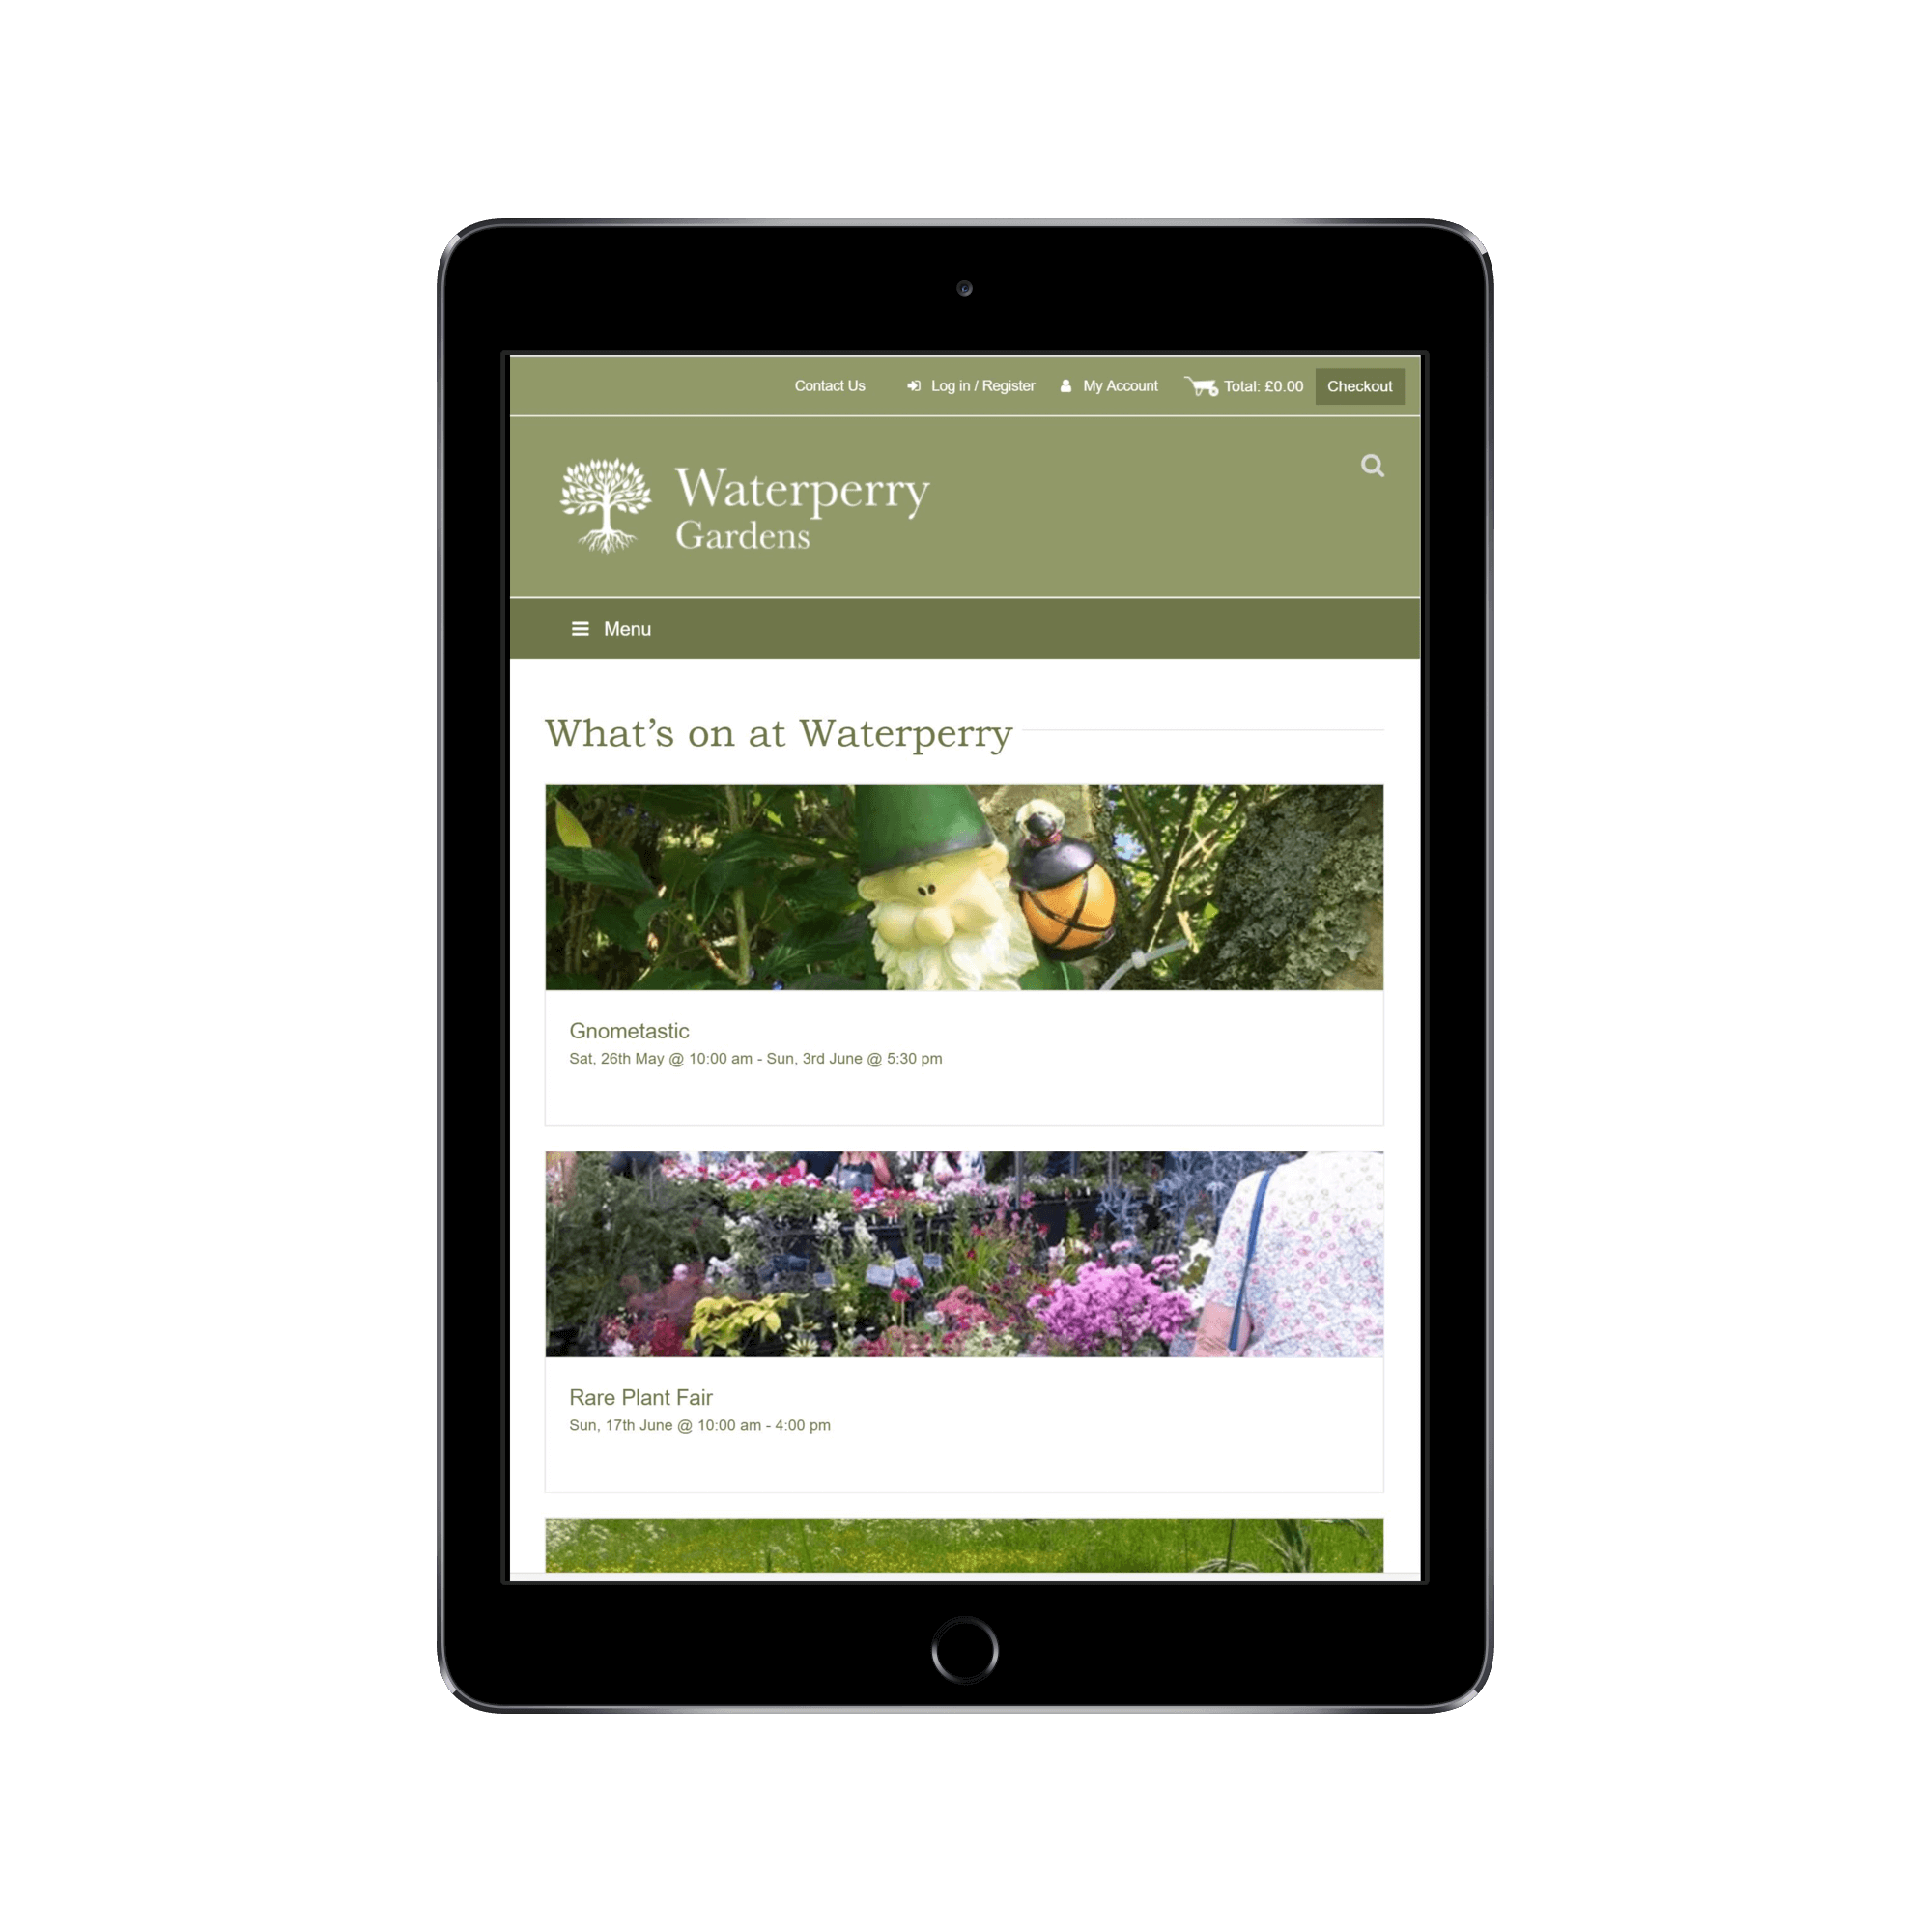 Contact Us Log in / Register My Account Total: £0.00 Checkout
Waterperry
Gardens
Menu
What’s on at Waterperry
Gnometastic
Sat, 26th May @ 10:00 am - Sun, 3rd June @ 5:30 pm
Rare Plant Fair
Sun, 17th June @ 10:00 am - 4:00 pm